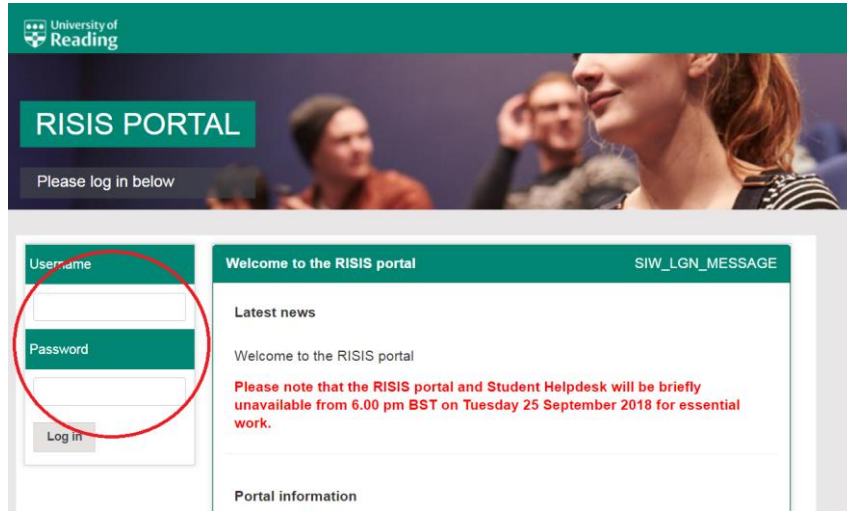 University of
Reading
RISIS PORTAL
Please log in below
Username
Password
Log in
Welcome to the RISIS portal
SIW_LGN_MESSAGE
Latest news
Welcome to the RISIS portal
Please note that the RISIS portal and Student Helpdesk will be briefly
unavailable from 6.00 pm BST on Tuesday 25 September 2018 for essential
work.
Portal information